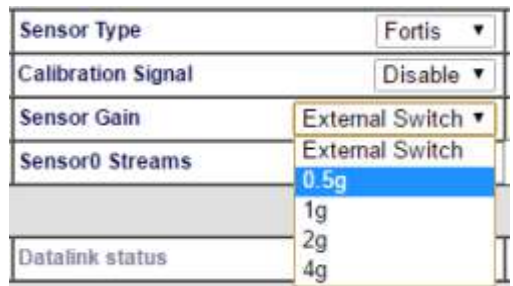 Sensor Type Fortis
Calibration Signal Disable
Sensor Gain External Switch
External Switch
Sensor0 Streams
0.5g
1g
2g
Datalink status
4g